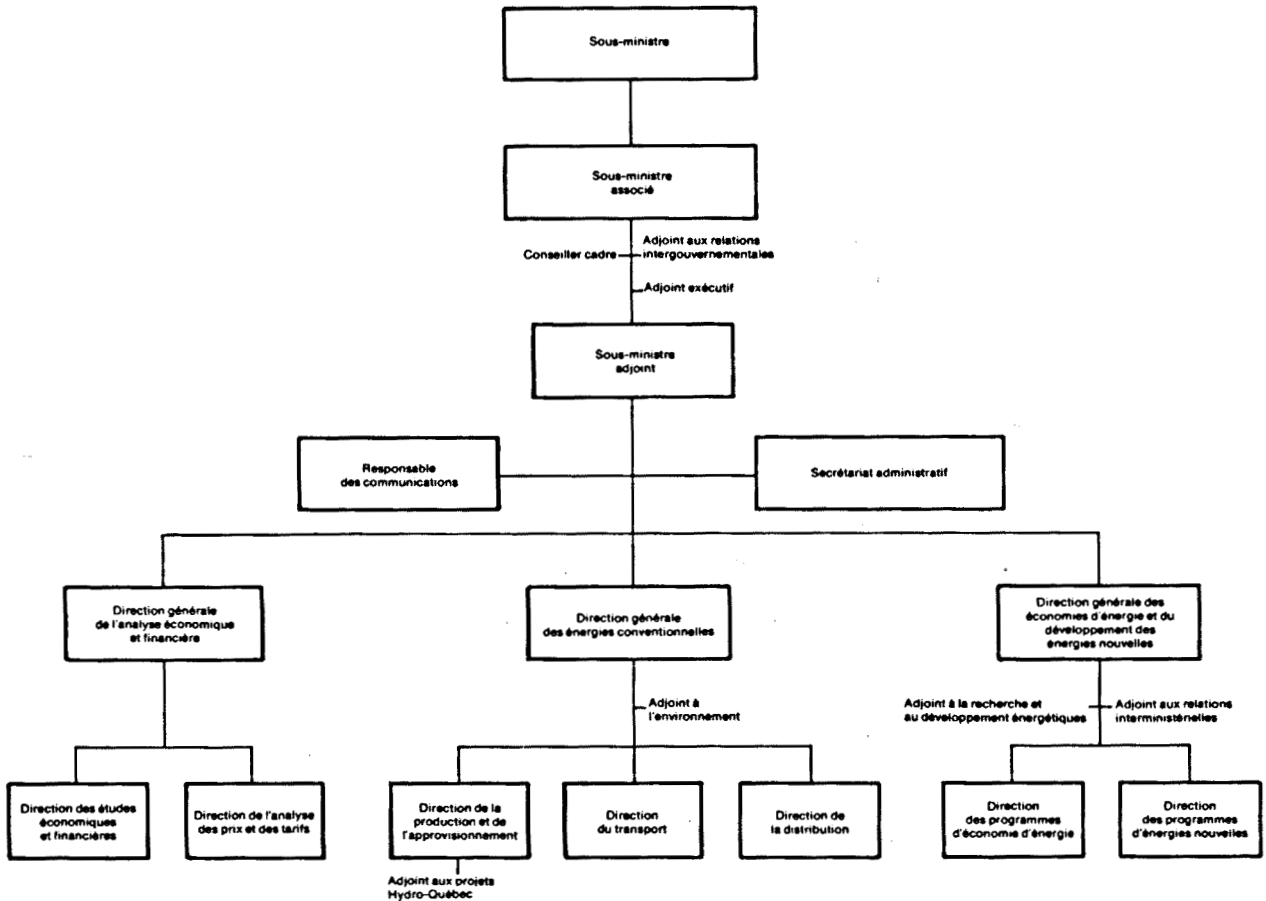 Sous-ministre
Sous-ministre
associé
Conseiller cadre
Adjoint aux relations
intergouvernementales
Adjoint exécutif
Sous-ministre
adjoint
Responsable
des communications
Secrétariat administratif
Direction générale
de l'analyse économique
et financière
Direction générale
des énergies conventionnelles
Direction générale des
économies d'énergie et du
développement des
énergies nouvelles
Adjoint à
l'environnement
Adjoint à la recherche et
au développement énergétiques
Adjoint aux relations
interministérielles
Direction des études
économiques
et financières
Direction de l'analyse
des prix et des tarifs
Direction de la
production et de
l'approvisionnement
Direction
du transport
Direction de
la distribution
Direction
des programmes
d'économie d'énergie
Direction
des programmes
d'énergies nouvelles
Adjoint aux projets
Hydro-Québec